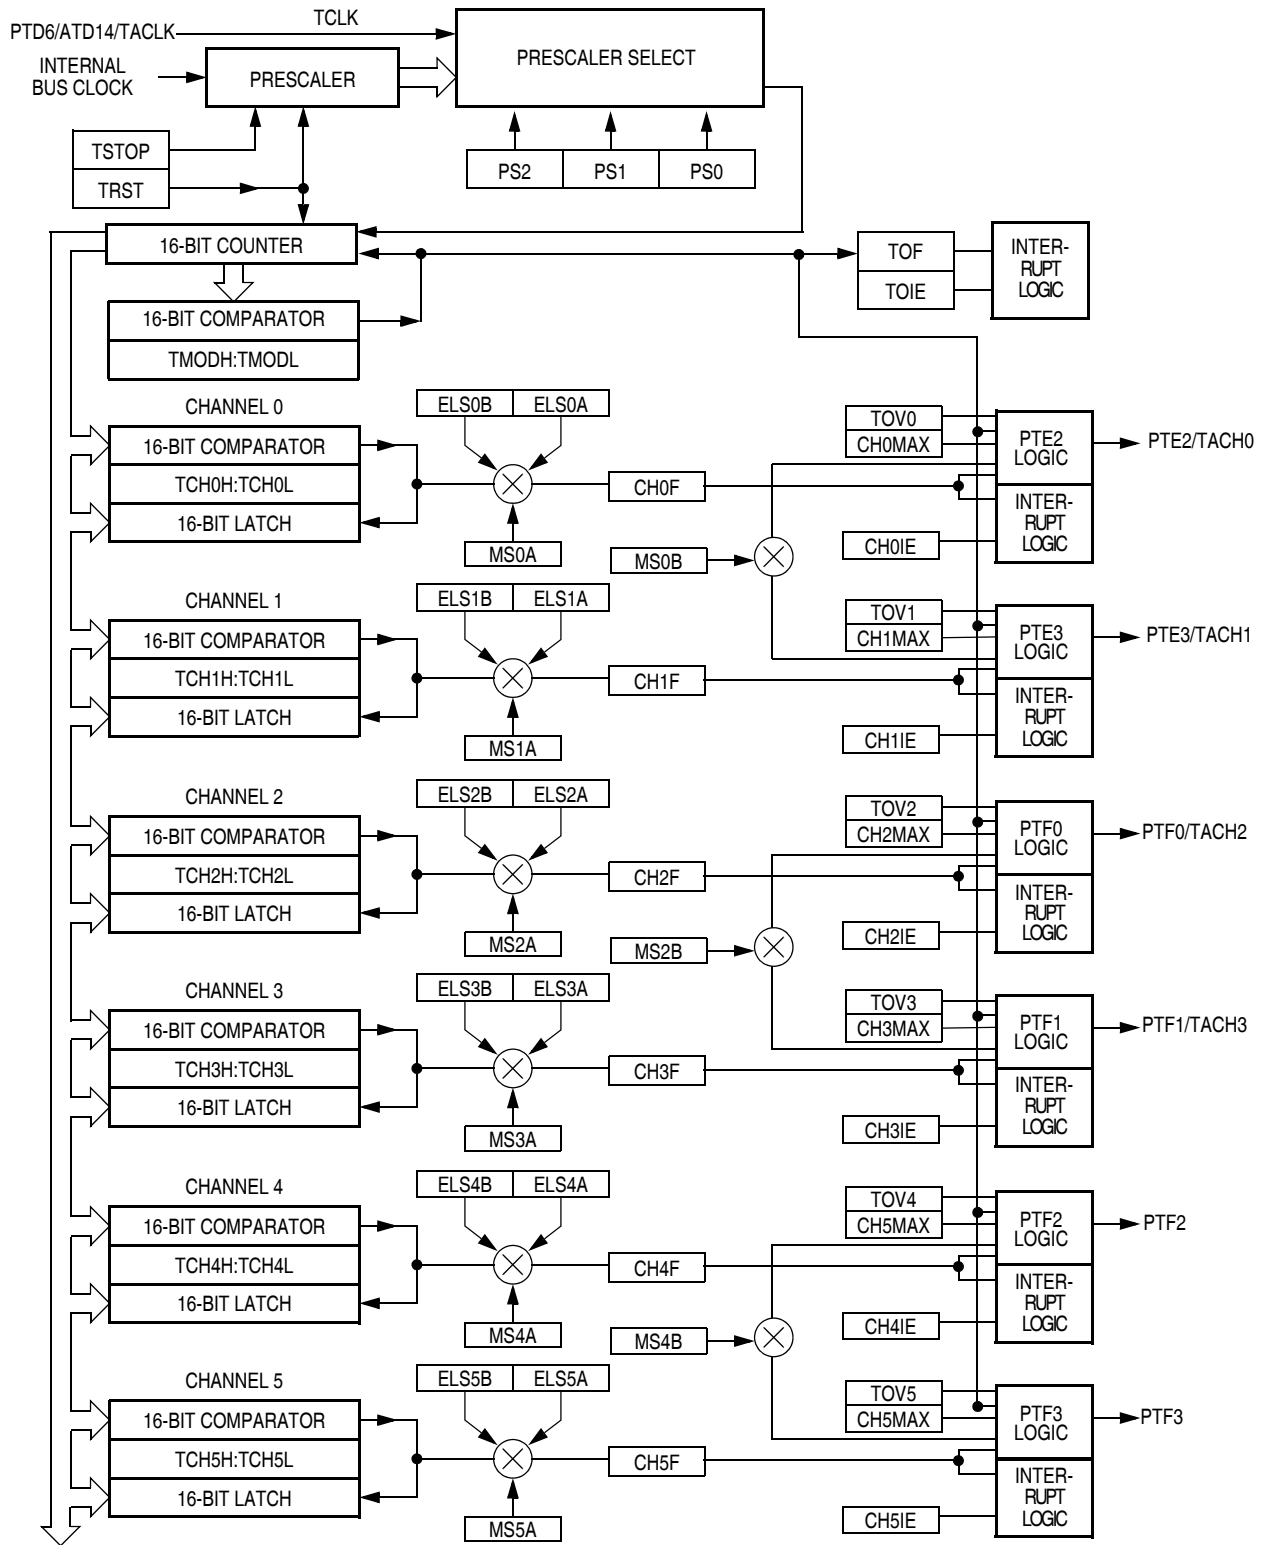 TCLK
PTD6/ATD14/TACLK
PRESCALER SELECT
INTERNAL
BUS CLOCK
PRESCALER
TSTOP
TRST
PS2
PS1
PS0
16-BIT COUNTER
TOF
TOIE
INTER-
RUPT
LOGIC
16-BIT COMPARATOR
TMODH:TMODL
CHANNEL 0
ELS0B
ELS0A
TOV0
CH0MAX
PTE2
LOGIC
PTE2/TACH0
16-BIT COMPARATOR
TCH0H:TCH0L
16-BIT LATCH
CH0F
INTER-
RUPT
LOGIC
MS0A
MS0B
CH0IE
CHANNEL 1
ELS1B
ELS1A
TOV1
CH1MAX
PTE3
LOGIC
PTE3/TACH1
16-BIT COMPARATOR
TCH1H:TCH1L
16-BIT LATCH
CH1F
INTER-
RUPT
LOGIC
MS1A
CH1IE
CHANNEL 2
ELS2B
ELS2A
TOV2
CH2MAX
PTF0
LOGIC
PTF0/TACH2
16-BIT COMPARATOR
TCH2H:TCH2L
16-BIT LATCH
CH2F
INTER-
RUPT
LOGIC
MS2A
MS2B
CH2IE
CHANNEL 3
ELS3B
ELS3A
TOV3
CH3MAX
PTF1
LOGIC
PTF1/TACH3
16-BIT COMPARATOR
TCH3H:TCH3L
16-BIT LATCH
CH3F
INTER-
RUPT
LOGIC
MS3A
CH3IE
CHANNEL 4
ELS4B
ELS4A
TOV4
CH5MAX
PTF2
LOGIC
PTF2
16-BIT COMPARATOR
TCH4H:TCH4L
16-BIT LATCH
CH4F
INTER-
RUPT
LOGIC
MS4A
MS4B
CH4IE
CHANNEL 5
ELS5B
ELS5A
TOV5
CH5MAX
PTF3
LOGIC
PTF3
16-BIT COMPARATOR
TCH5H:TCH5L
16-BIT LATCH
CH5F
INTER-
RUPT
LOGIC
MS5A
CH5IE